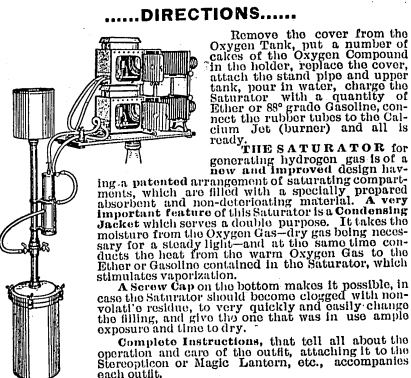 ......DIRECTIONS......
Remove the cover from the
Oxygen Tank, put a number of
cakes of the Oxygen Compound
in the holder, replace the cover,
attach the stand pipe and upper
tank, pour in water, charge the
Saturator with a quantity of
Ether or 88° grade Gasoline, con-
nect the rubber tubes to the Cal-
cium Jet (burner) and all is
ready.
THE SATURATOR for
generating hydrogen gas is of a
new and improved design hav-
ing a patented arrangement of saturating compart-
ments, which are filled with a specially prepared
absorbent and non-deteriorating material. A very
important feature of this Saturator is a Condensing
Jacket which serves a double purpose. It takes the
moisture from the Oxygen Gas—dry gas being neces-
sary for a steady light—and at the same time con-
ducts the heat from the warm Oxygen Gas to the
Ether or Gasoline contained in the Saturator, which
stimulates vaporization.
A Screw Cap on the bottom makes it possible, in
case the Saturator should become clogged with non-
volatile residue, to very quickly and easily change
the filling, and give the one that was in use ample
exposure and time to dry.
Complete Instructions, that tell all about the
operation and care of the outfit, attaching it to the
Stereopticon or Magic Lantern, etc., accompanies
each outfit.